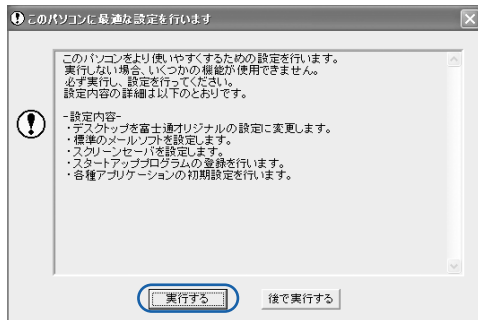 このパソコンに最適な設定を行います
このパソコンをより使いやすくするための設定を行います。
実行しない場合、いくつかの機能が使用できません。
必ず実行し、設定を行ってください。
設定内容の詳細は以下のとおりです。
-設定内容-
・デスクトップを富士通オリジナルの設定に変更します。
・標準のメールソフトを設定します。
・スクリーンセーバを設定します。
・スタートアッププログラムの登録を行います。
・各種アプリケーションの初期設定を行います。
実行する 後で実行する